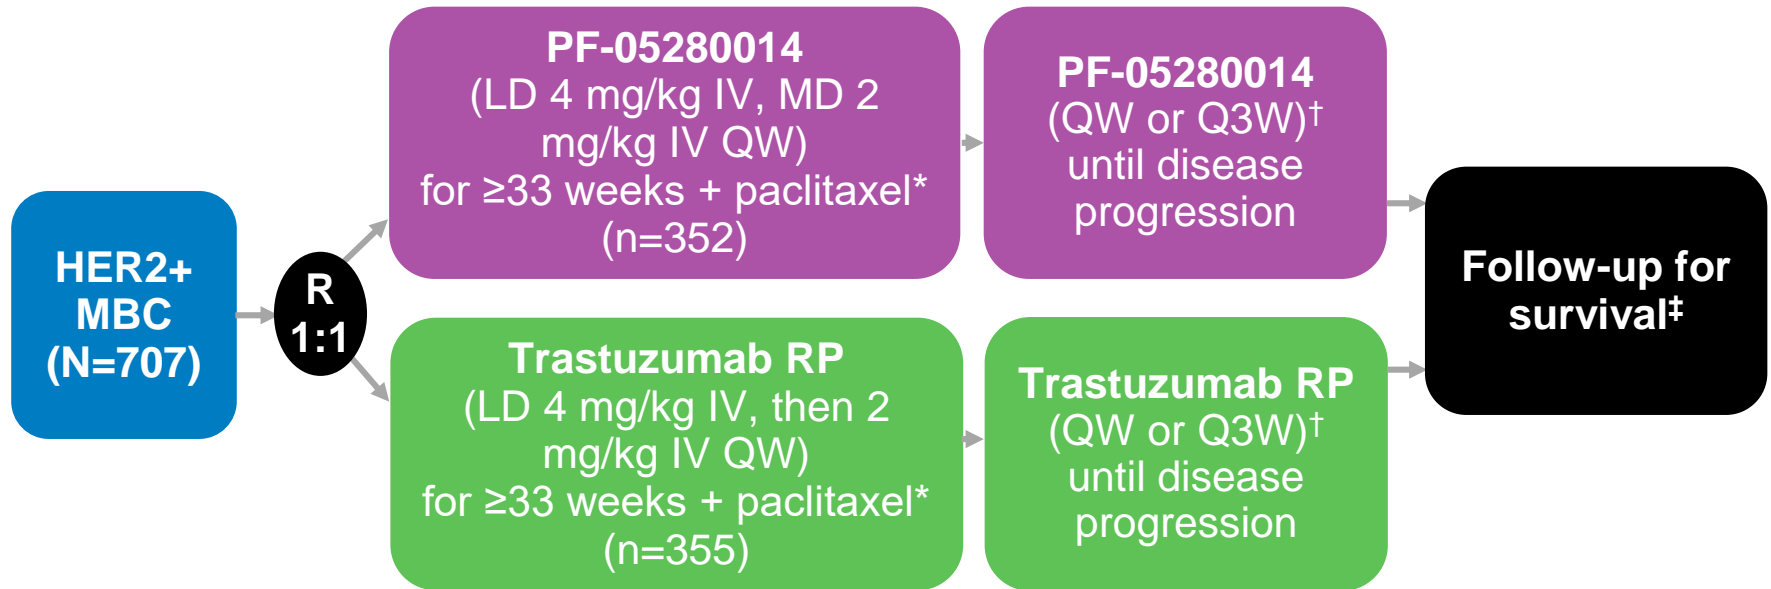 HER2+
MBC
(N=707)
R
1:1
PF-05280014
(LD 4 mg/kg IV, MD 2
mg/kg IV QW)
for ≥33 weeks + paclitaxel*
(n=352)
PF-05280014
(QW or Q3W)†
until disease
progression
Trastuzumab RP
(LD 4 mg/kg IV, then 2
mg/kg IV QW)
for ≥33 weeks + paclitaxel*
(n=355)
Trastuzumab RP
(QW or Q3W)†
until disease
progression
Follow-up for
survival‡